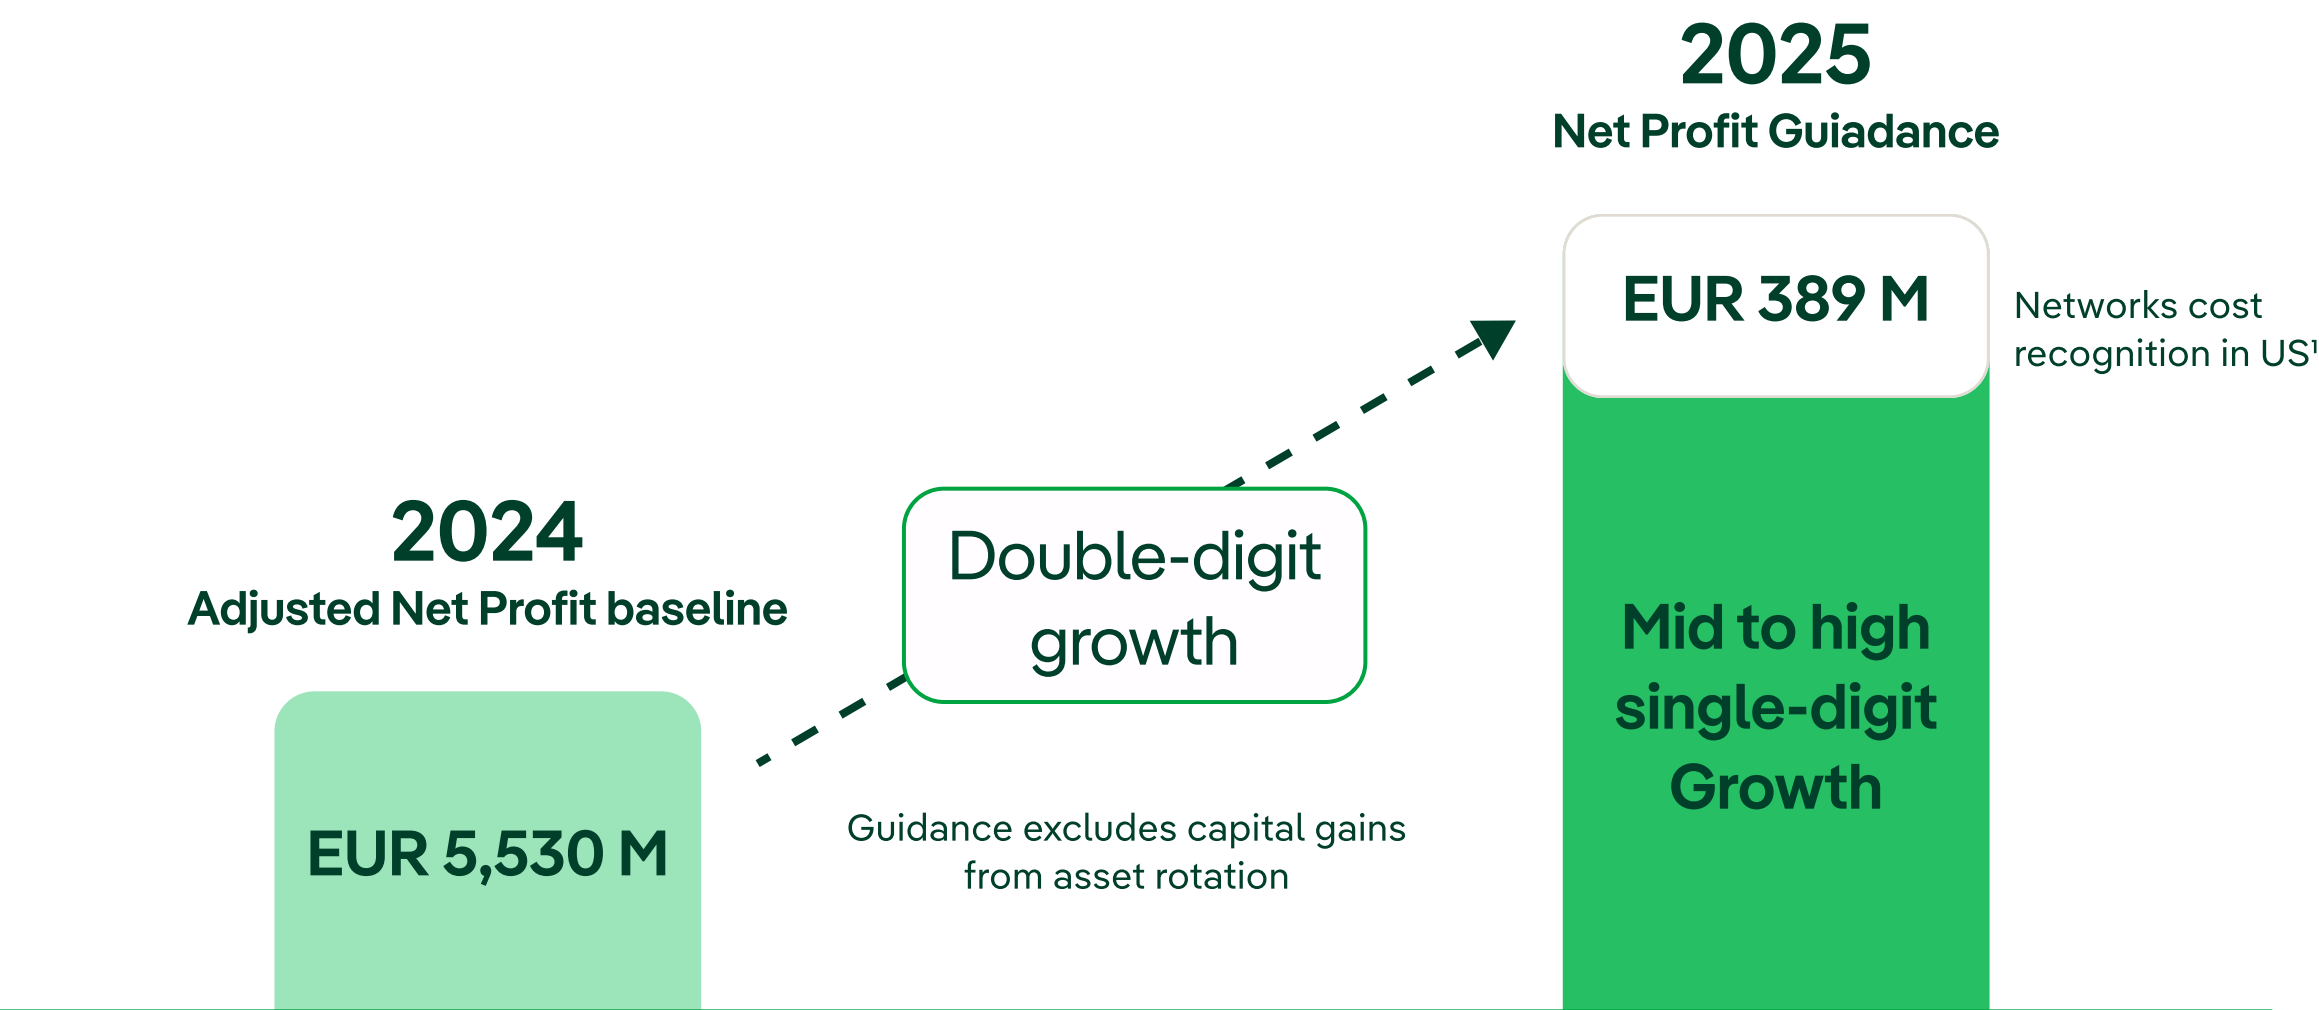 2025
Net Profit Guiadance
EUR 389 M
Networks cost
recognition in US¹
2024
Adjusted Net Profit baseline
EUR 5,530 M
Double-digit
growth
Guidance excludes capital gains
from asset rotation
Mid to high
single-digit
Growth